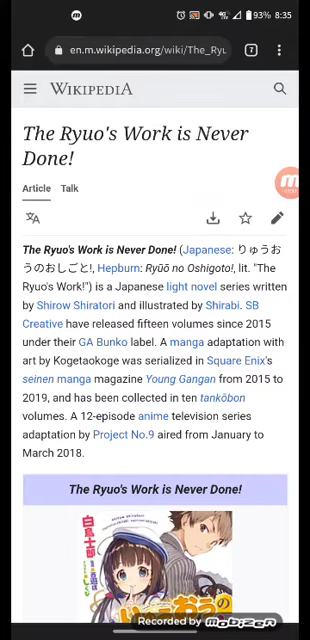 93% 8:35
en.m.wikipedia.org/wiki/The_Ryu
7
WIKIPEDIA
The Ryuo's Work is Never
Done!
Article Talk
The Ryuo's Work is Never Done! (Japanese: りゅうお
うのおしごと!, Hepburn: Ryūō no Oshigoto!, lit. "The
Ryuo's Work!") is a Japanese light novel series written
by Shirow Shiratori and illustrated by Shirabi. SB
Creative have released fifteen volumes since 2015
under their GA Bunko label. A manga adaptation with
art by Kogetaokoge was serialized in Square Enix's
seinen manga magazine Young Gangan from 2015 to
2019, and has been collected in ten tankōbon
volumes. A 12-episode anime television series
adaptation by Project No.9 aired from January to
March 2018.
The Ryuo's Work is Never Done!
白鳥士郎
りゅうおうの
Recorded by mobizen